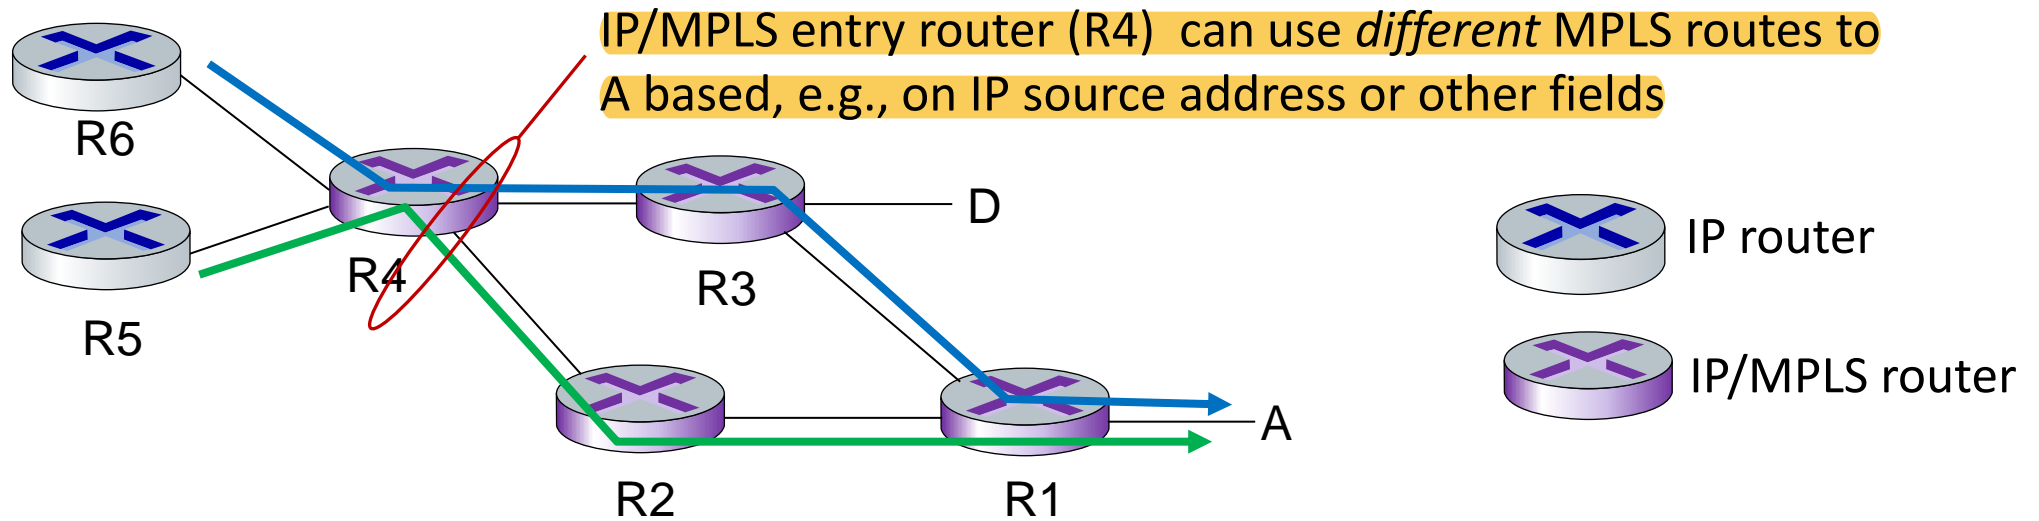 IP/MPLS entry router (R4) can use different MPLS routes to
A based, e.g., on IP source address or other fields
R6
R4
D
R3
R5
IP router
IP/MPLS router
A
R2
R1